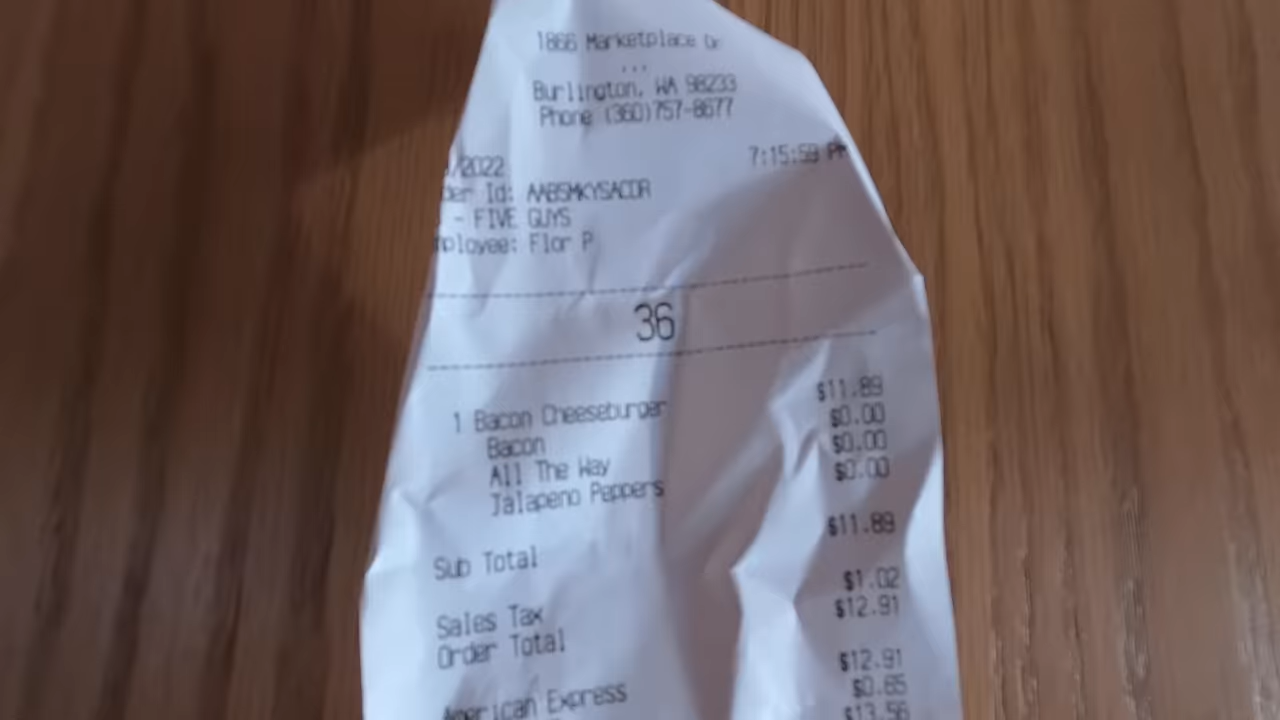 1866 Marketplace Dr
...
Burlington, WA 98233
Phone (360)757-8677
/2022 7:15:59 PM
der Id: AAB5MKYSACDR
- FIVE GUYS
mployee: Flor P
36
1 Bacon Cheeseburger $11.89
Bacon $0.00
All The Way $0.00
Jalapeno Peppers $0.00
Sub Total $11.89
Sales Tax $1.02
Order Total $12.91
American Express $12.91
$0.65
$13.56